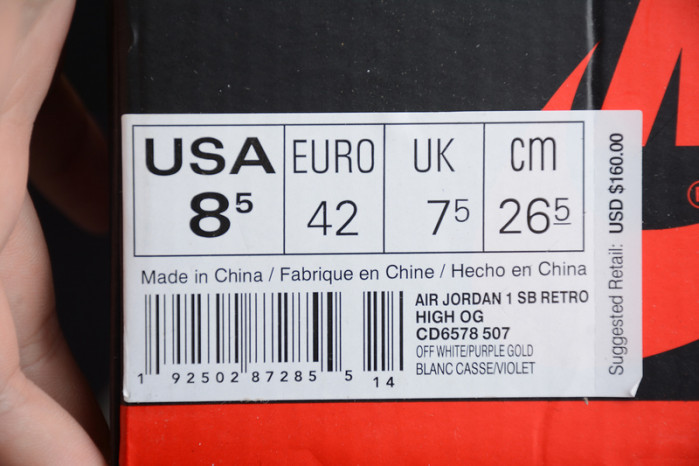 USA EURO UK cm
8⁵ 42 7⁵ 26⁵
Made in China / Fabrique en Chine / Hecho en China
AIR JORDAN 1 SB RETRO
HIGH OG
CD6578 507
OFF WHITE/PURPLE GOLD
BLANC CASSE/VIOLET
1 92502 87285 5 14
Suggested Retail: USD $160.00